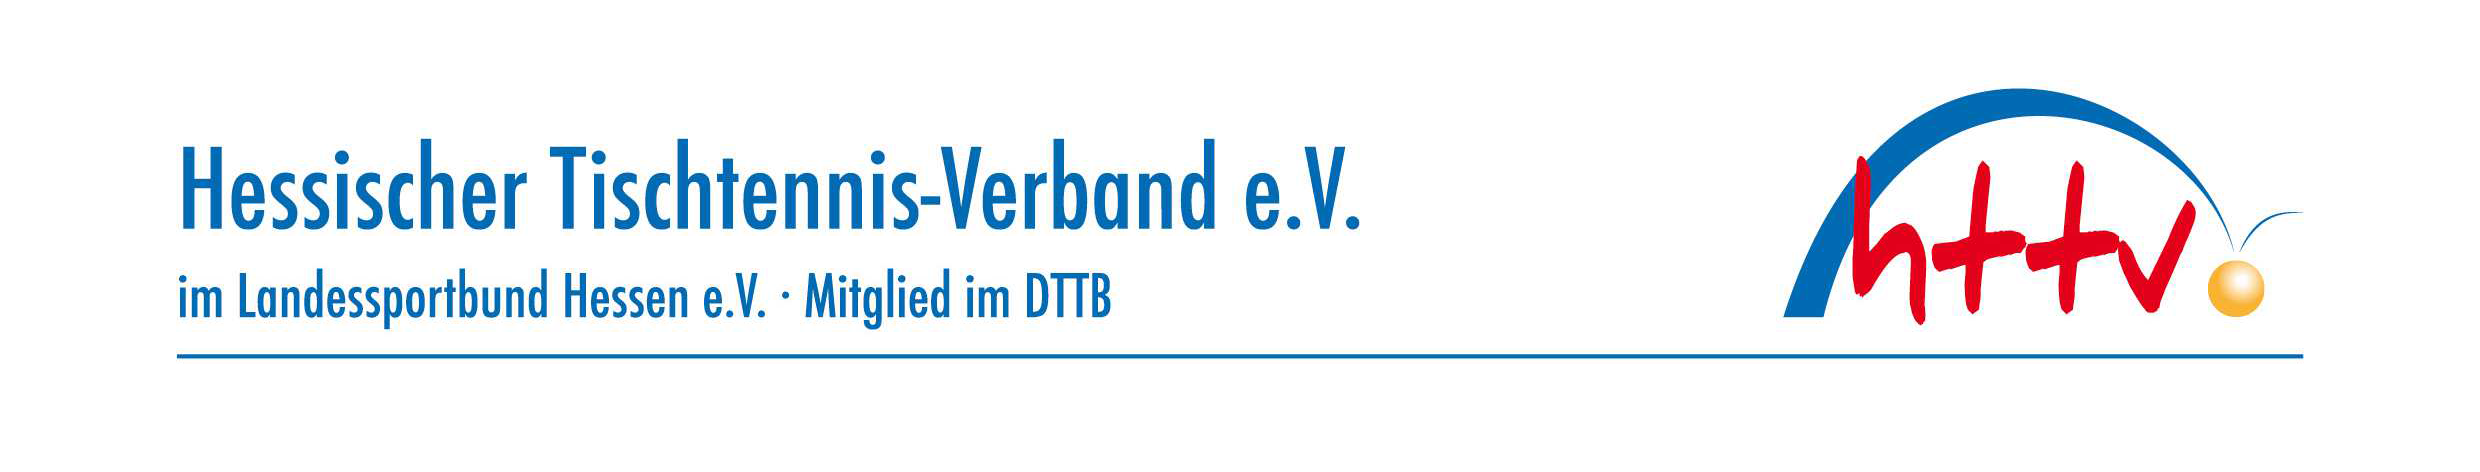 Hessischer Tischtennis-Verband e.V.
im Landessportbund Hessen e.V. · Mitglied im DTTB
httv